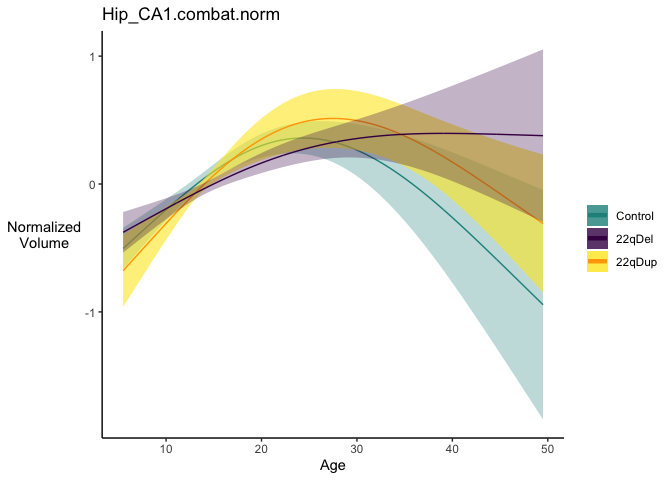 Hip_CA1.combat.norm
1
0
-1
Normalized
Volume
10
20
30
40
50
Age
Control
22qDel
22qDup